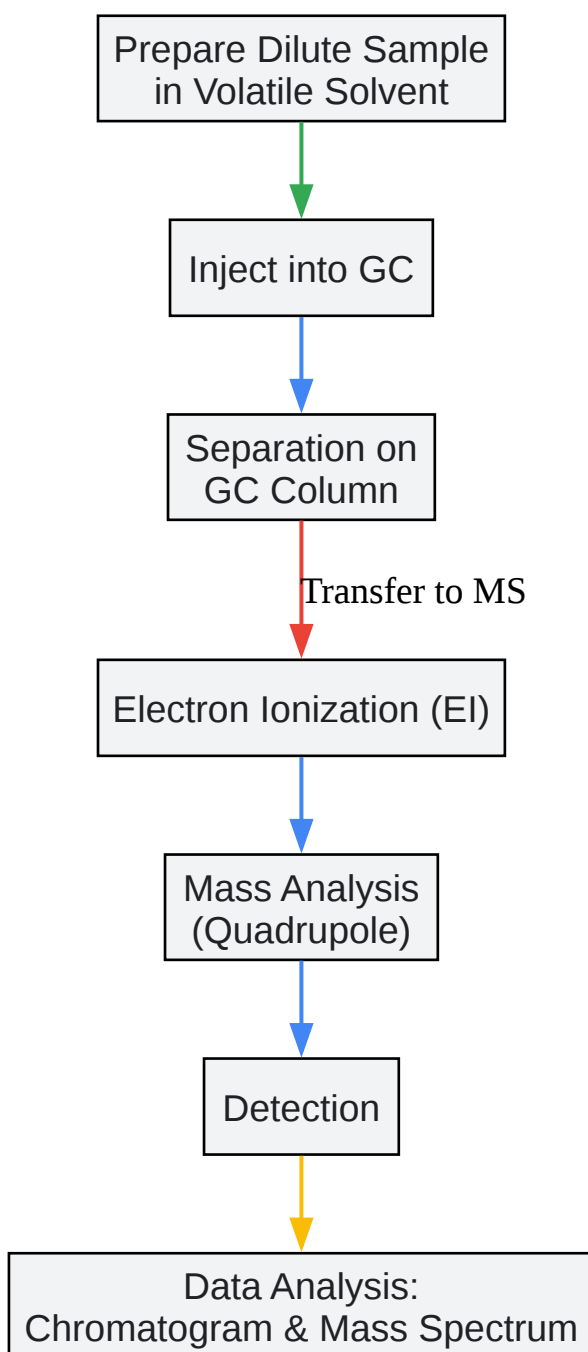 Prepare Dilute Sample
in Volatile Solvent
Inject into GC
Separation on
GC Column
Transfer to MS
Electron Ionization (EI)
Mass Analysis
(Quadrupole)
Detection
Data Analysis:
Chromatogram & Mass Spectrum